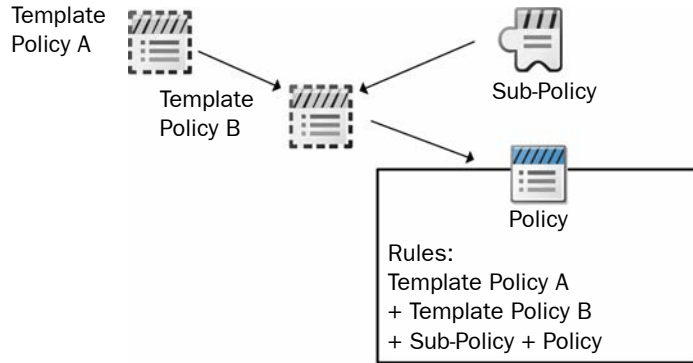 Template
Policy A
Template
Policy B
Sub-Policy
Policy
Rules:
Template Policy A
+ Template Policy B
+ Sub-Policy + Policy